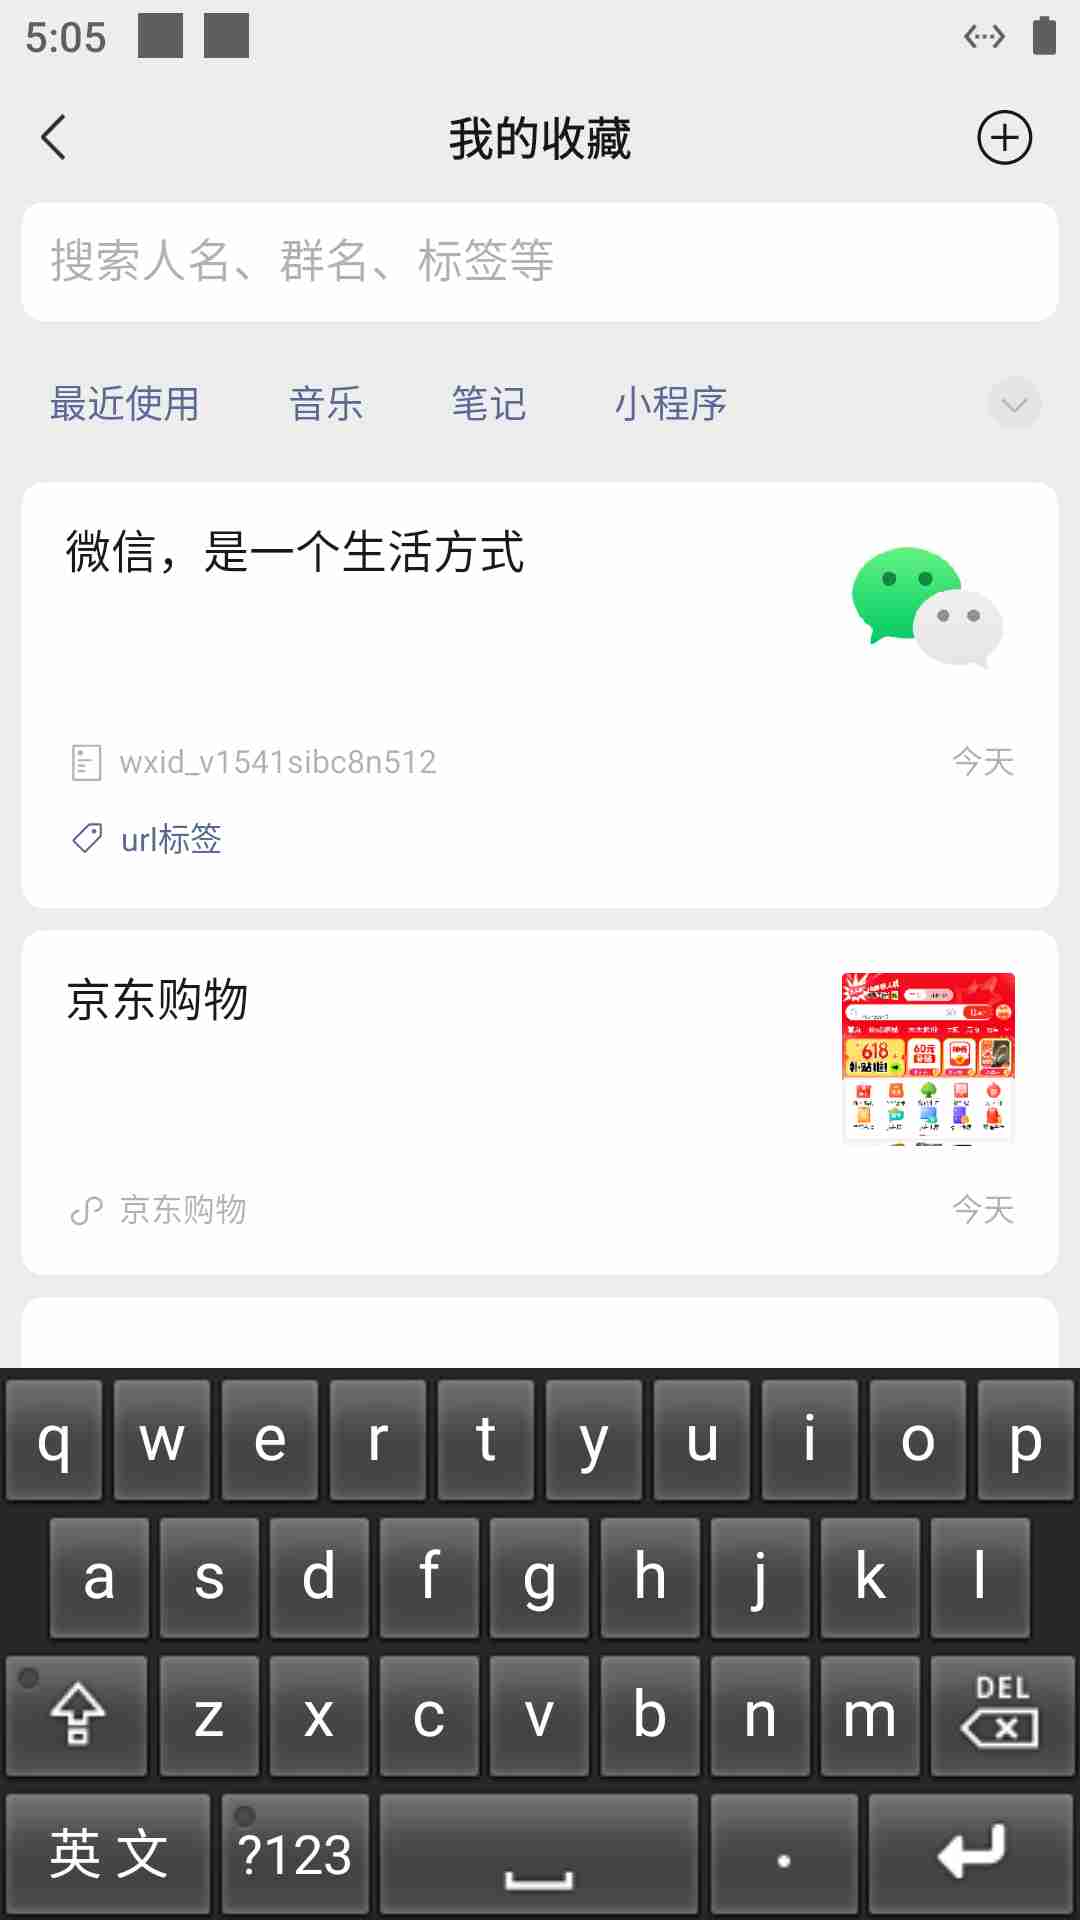 5:05
我的收藏
搜索人名、群名、标签等
最近使用 音乐 笔记 小程序
微信，是一个生活方式
wxid_v1541sibc8n512 今天
url标签
京东购物
618
60元
京东购物 今天
q w e r t y u i o p
a s d f g h j k l
z x c v b n m DEL
英文 ?123 .